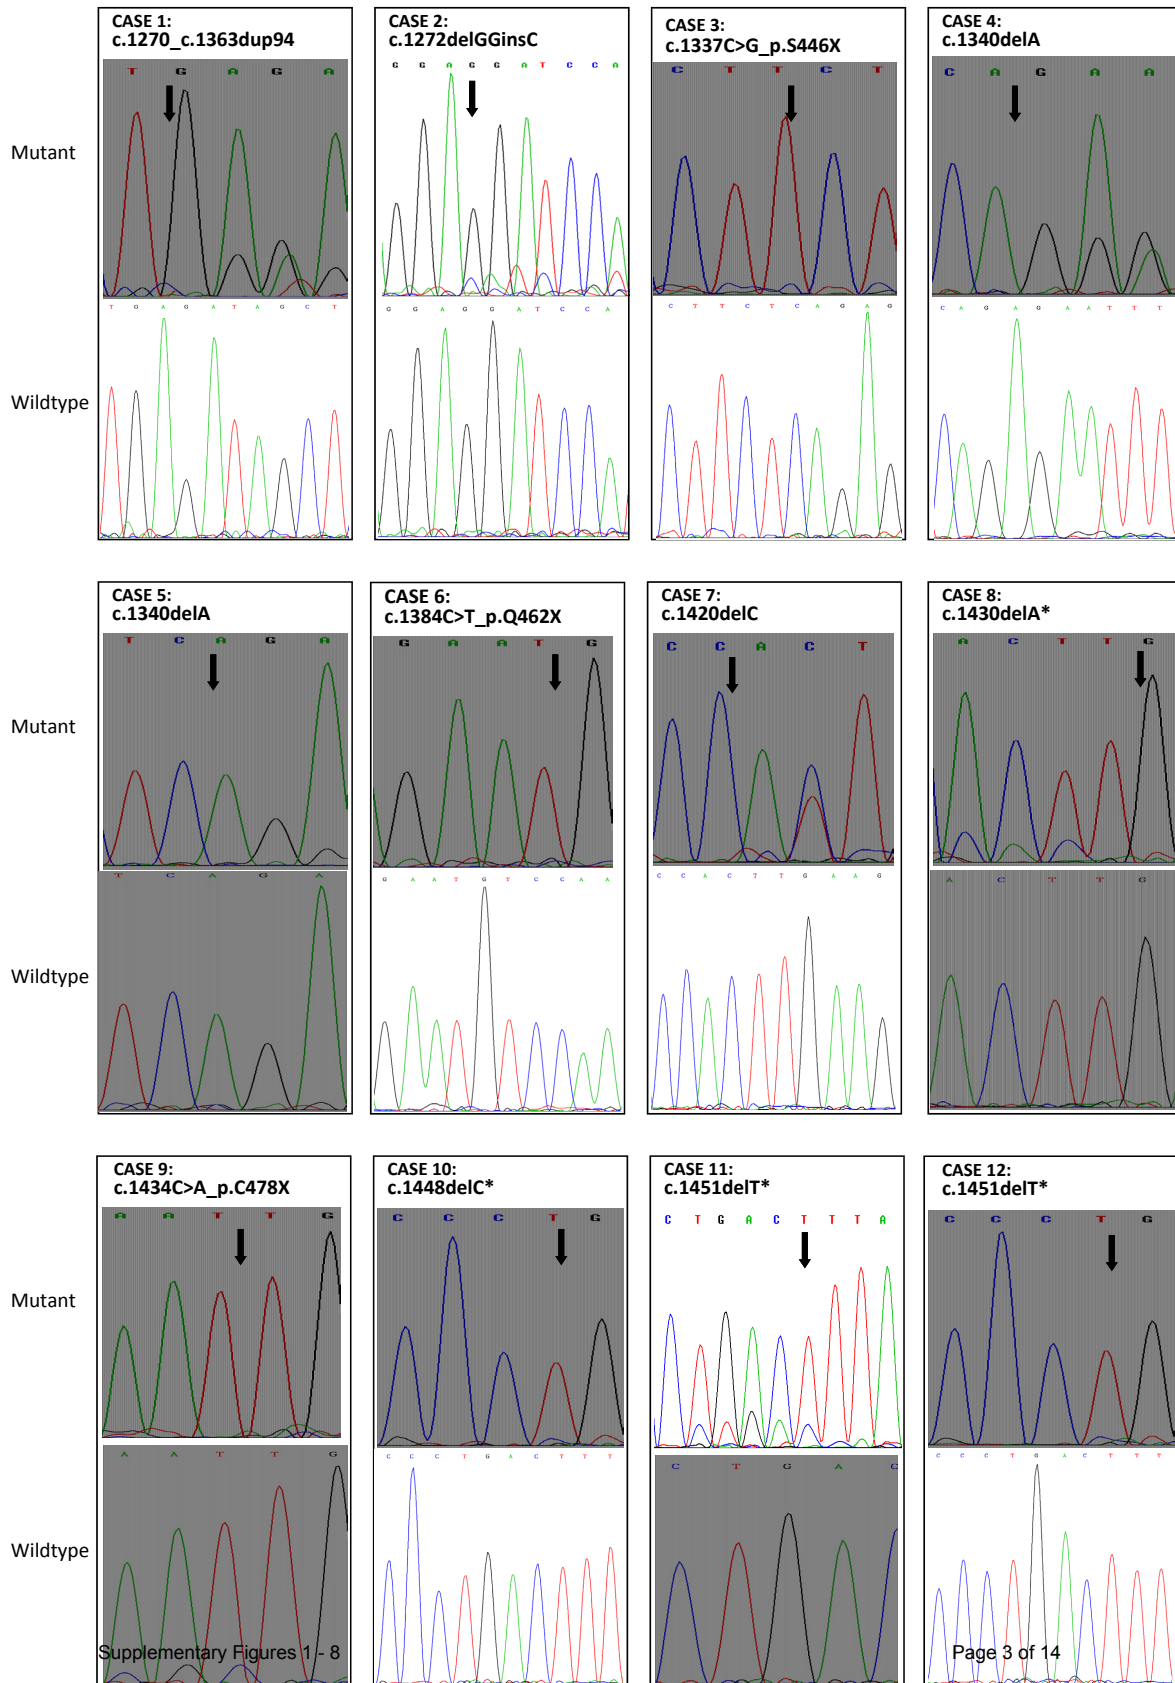 CASE 1:
c.1270_c.1363dup94
T G A G A
T G A G A T A G C T
CASE 2:
c.1272delGGinsC
G G A G G A T C C A
G G A G G A T C C A
CASE 3:
c.1337C>G_p.S446X
C T T C T
C T T C T C A G A G
CASE 4:
c.1340delA
C A G A A
C A G A G A A T T T
Mutant
Wildtype
CASE 5:
c.1340delA
T C A G A
T C A G A
CASE 6:
c.1384C>T_p.Q462X
G A A T G
G A A T G T C C A A
CASE 7:
c.1420delC
C C A C T
C C A C T T G A A G
CASE 8:
c.1430delA*
A C T T G
A C T T G
Mutant
Wildtype
CASE 9:
c.1434C>A_p.C478X
A A T T G
A A T T G
CASE 10:
c.1448delC*
C C C T G
C C C T G A C T T T
CASE 11:
c.1451delT*
C T G A C T T T A
C T G A C
CASE 12:
c.1451delT*
C C C T G
C C C T G A C T T T
Mutant
Wildtype
Supplementary Figures 1 - 8
Page 3 of 14